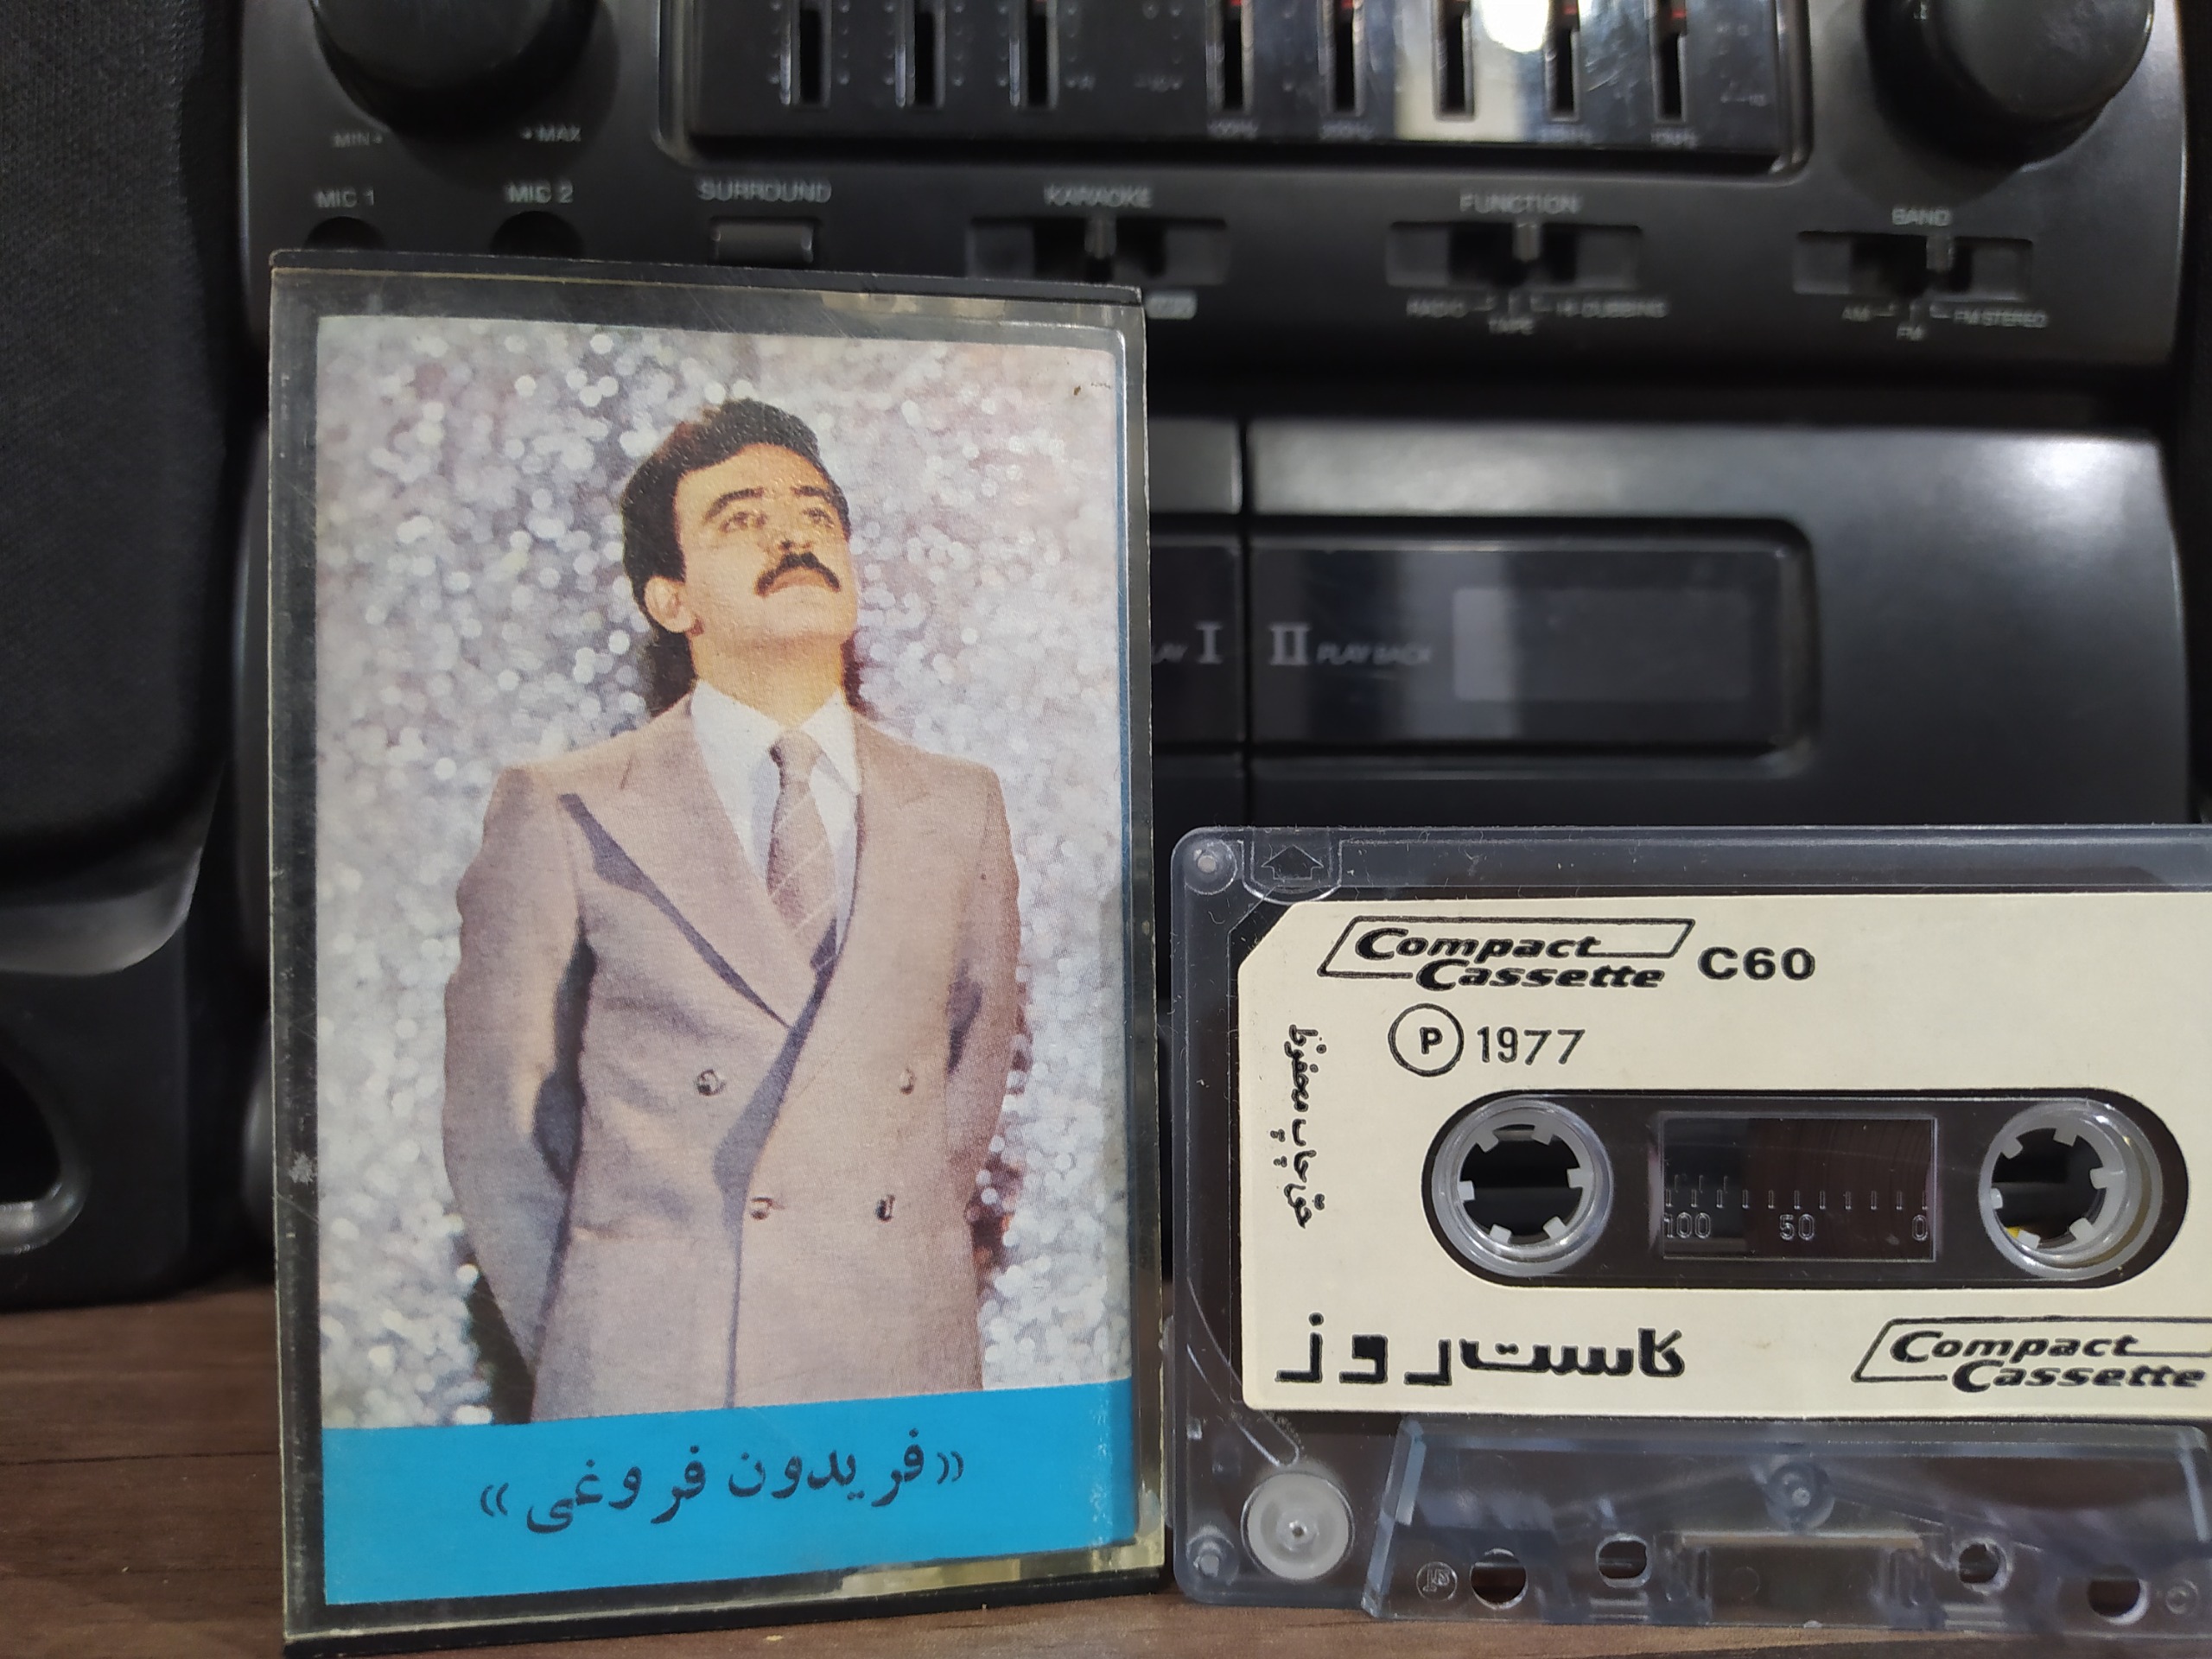 MIN
MAX
MIC 1
MIC 2
SURROUND
KARAOKE
FUNCTION
BAND
RADIO
TAPE
HI-DUBBING
AM
FM
FM STEREO
I
II PLAY BACK
«فریدون فروغی»
Compact
Cassette C60
P 1977
حق چاپ محفوظ
100 50 0
کاست روز
Compact
Cassette